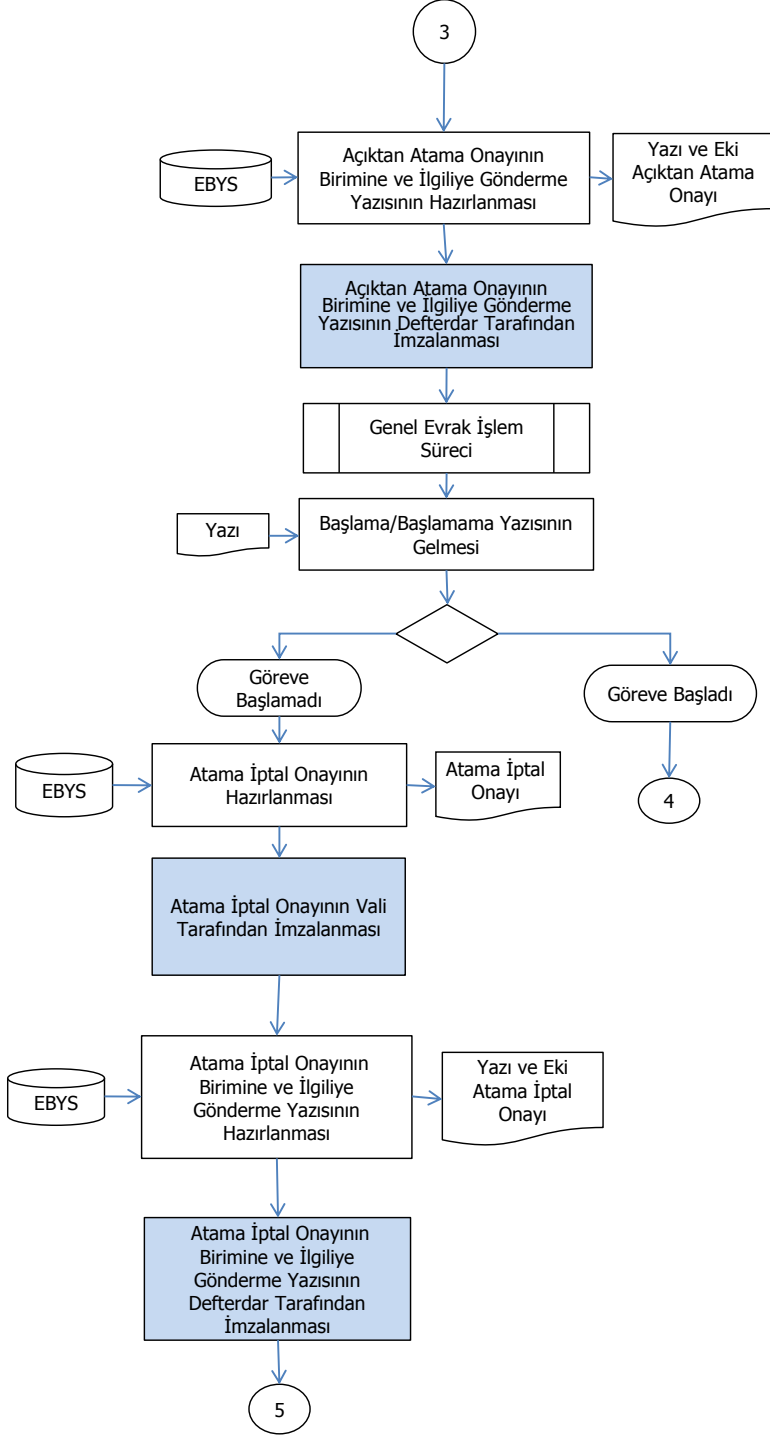 3
EBYS
Açıktan Atama Onayının
Birimine ve İlgiliye Gönderme
Yazısının Hazırlanması
Yazı ve Eki
Açıktan Atama
Onayı
Açıktan Atama Onayının
Birimine ve İlgiliye Gönderme
Yazısının Defterdar Tarafından
İmzalanması
Genel Evrak İşlem
Süreci
Yazı
Başlama/Başlamama Yazısının
Gelmesi
Göreve
Başlamadı
Göreve Başladı
EBYS
Atama İptal Onayının
Hazırlanması
Atama İptal
Onayı
4
Atama İptal Onayının Vali
Tarafından İmzalanması
EBYS
Atama İptal Onayının
Birimine ve İlgiliye
Gönderme Yazısının
Hazırlanması
Yazı ve Eki
Atama İptal
Onayı
Atama İptal Onayının
Birimine ve İlgiliye
Gönderme Yazısının
Defterdar Tarafından
İmzalanması
5